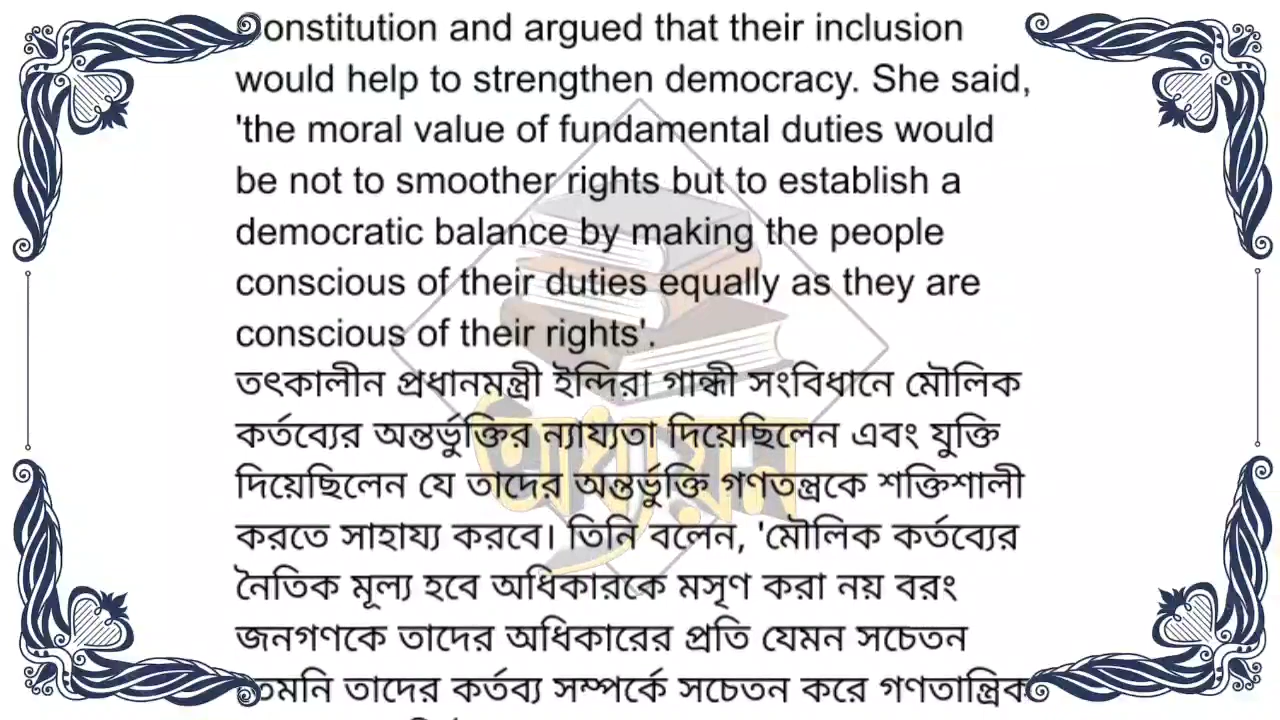 onstitution and argued that their inclusion
would help to strengthen democracy. She said,
'the moral value of fundamental duties would
be not to smoother rights but to establish a
democratic balance by making the people
conscious of their duties equally as they are
conscious of their rights'.
তৎকালীন প্রধানমন্ত্রী ইন্দিরা গান্ধী সংবিধানে মৌলিক
কর্তব্যের অন্তর্ভুক্তির ন্যায্যতা দিয়েছিলেন এবং যুক্তি
দিয়েছিলেন যে তাদের অন্তর্ভুক্তি গণতন্ত্রকে শক্তিশালী
করতে সাহায্য করবে। তিনি বলেন, 'মৌলিক কর্তব্যের
নৈতিক মূল্য হবে অধিকারকে মসৃণ করা নয় বরং
জনগণকে তাদের অধিকারের প্রতি যেমন সচেতন
তেমনি তাদের কর্তব্য সম্পর্কে সচেতন করে গণতান্ত্রিক
অধ্যয়ন